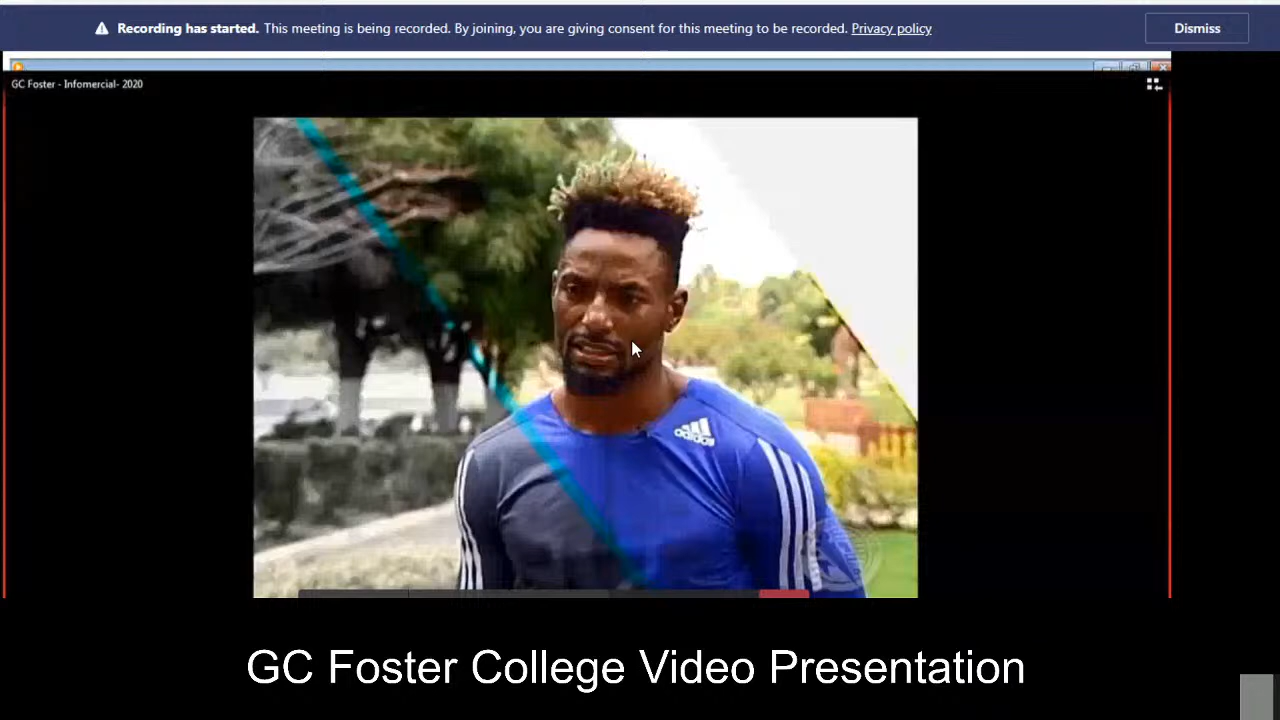 Recording has started. This meeting is being recorded. By joining, you are giving consent for this meeting to be recorded. Privacy policy
Dismiss
GC Foster - Infomercial- 2020
adidas
GC Foster College Video Presentation